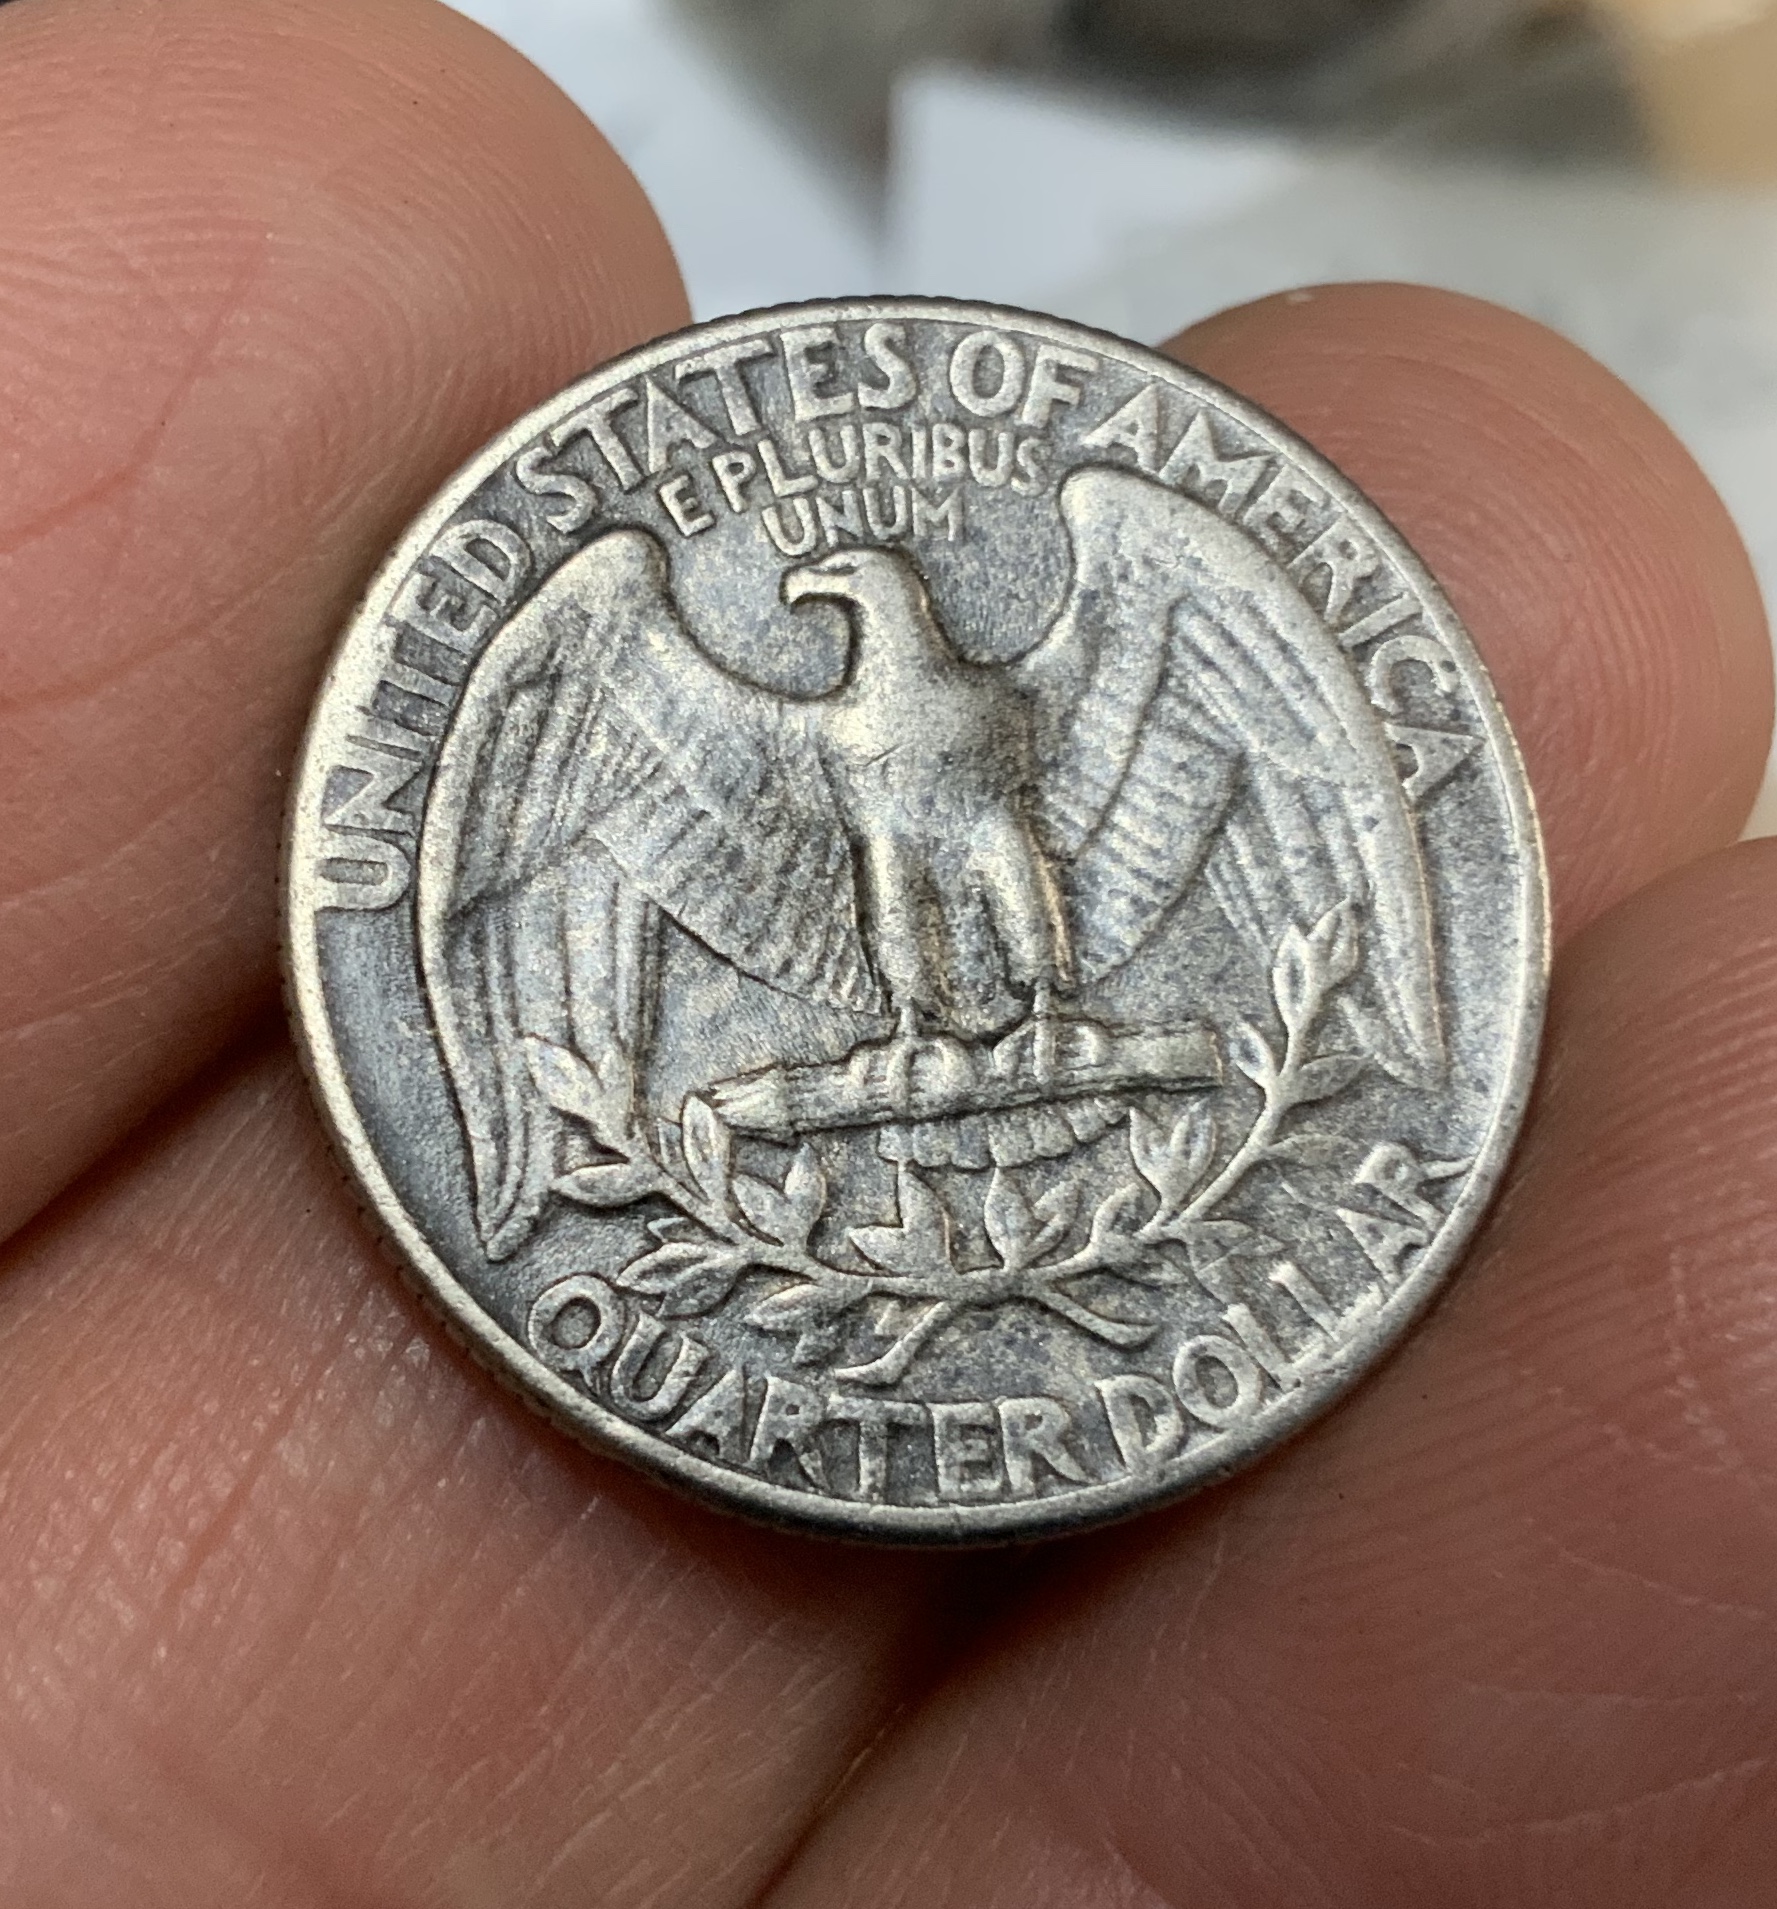 UNITED STATES OF AMERICA
E PLURIBUS
UNUM
QUARTER DOLLAR